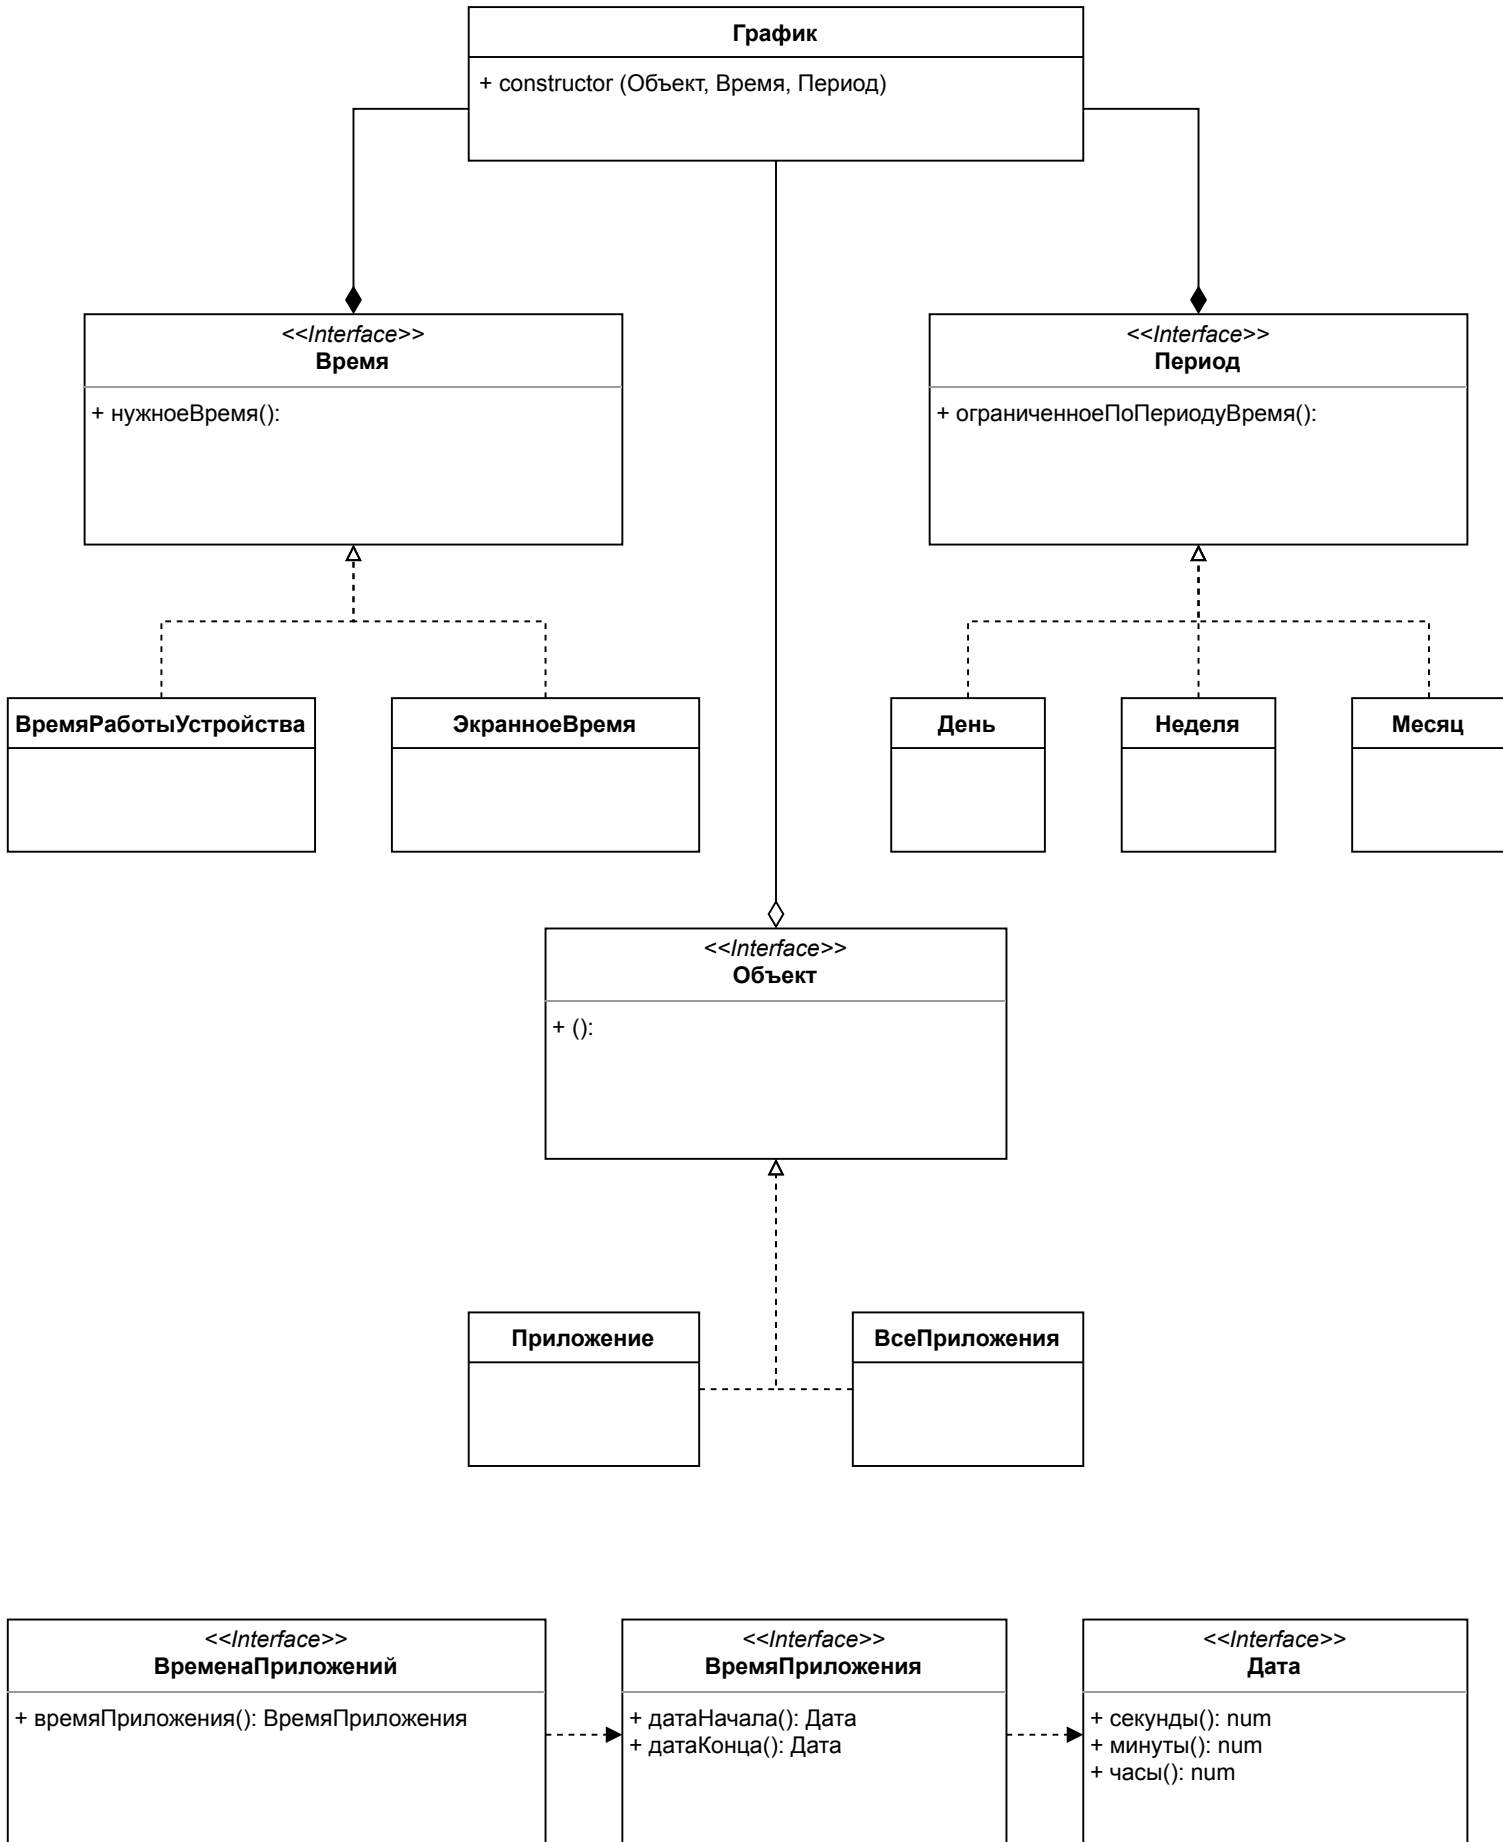 График
+ constructor (Объект, Время, Период)
<<Interface>>
Время
+ нужноеВремя():
<<Interface>>
Период
+ ограниченноеПоПериодуВремя():
ВремяРаботыУстройства
ЭкранноеВремя
День
Неделя
Месяц
<<Interface>>
Объект
+ ():
Приложение
ВсеПриложения
<<Interface>>
ВременаПриложений
+ времяПриложения(): ВремяПриложения
<<Interface>>
ВремяПриложения
+ датаНачала(): Дата
+ датаКонца(): Дата
<<Interface>>
Дата
+ секунды(): num
+ минуты(): num
+ часы(): num